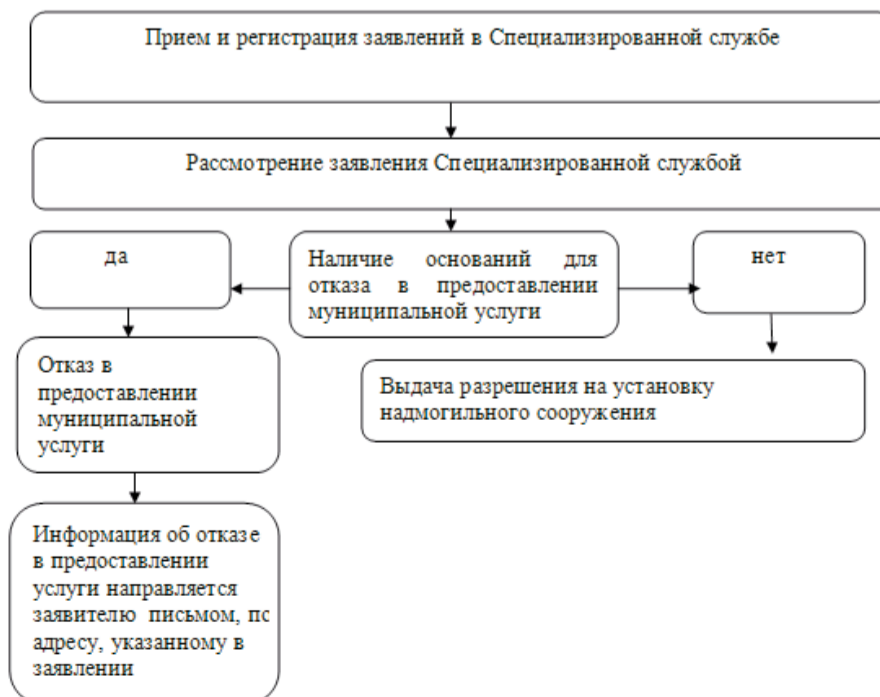 Прием и регистрация заявлений в Специализированной службе
Рассмотрение заявления Специализированной службой
да
Наличие оснований для
отказа в предоставлении
муниципальной услуги
нет
Отказ в
предоставлении
муниципальной
услуги
Выдача разрешения на установку
надмогильного сооружения
Информация об отказе
в предоставлении
услуги направляется
заявителю письмом, по
адресу, указанному в
заявлении